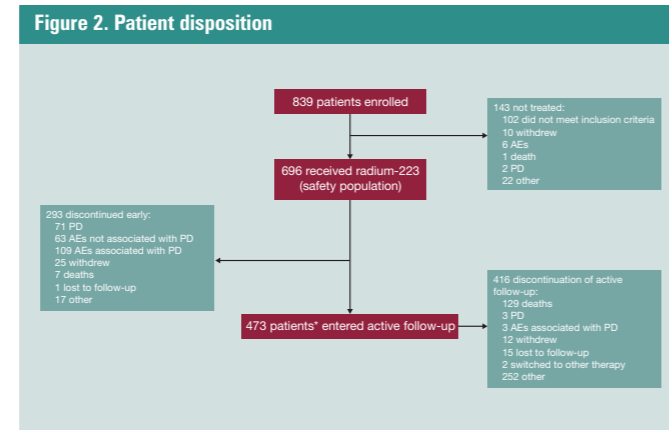 Figure 2. Patient disposition
839 patients enrolled
143 not treated:
102 did not meet inclusion criteria
10 withdrew
6 AEs
1 death
2 PD
22 other
696 received radium-223
(safety population)
293 discontinued early:
71 PD
63 AEs not associated with PD
109 AEs associated with PD
25 withdrew
7 deaths
1 lost to follow-up
17 other
473 patients* entered active follow-up
416 discontinuation of active
follow-up:
129 deaths
3 PD
3 AEs associated with PD
12 withdrew
15 lost to follow-up
2 switched to other therapy
252 other